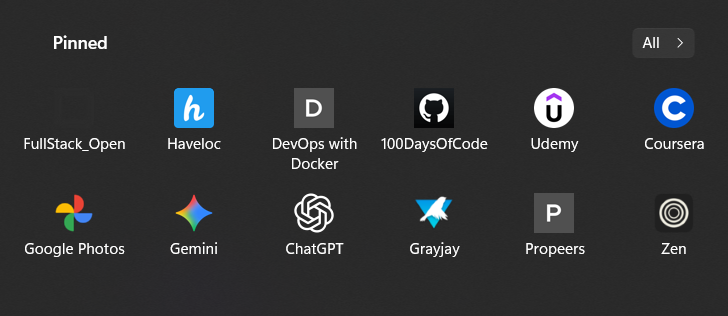 Pinned
All
FullStack_Open
Haveloc
DevOps with
Docker
100DaysOfCode
Udemy
Coursera
Google Photos
Gemini
ChatGPT
Grayjay
Propeers
Zen
h
D
U
C
P